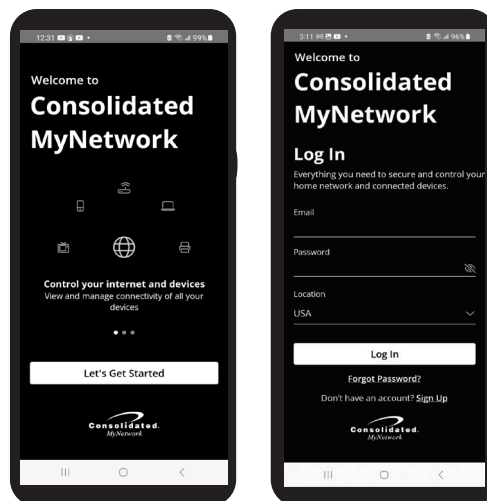 12:31
99%
Welcome to
Consolidated
MyNetwork
Control your internet and devices
View and manage connectivity of all your
devices
Let's Get Started
Consolidated.
MyNetwork
3:11
96%
Welcome to
Consolidated
MyNetwork
Log In
Everything you need to secure and control your
home network and connected devices.
Email
Password
Location
USA
Log In
Forgot Password?
Don't have an account? Sign Up
Consolidated.
MyNetwork